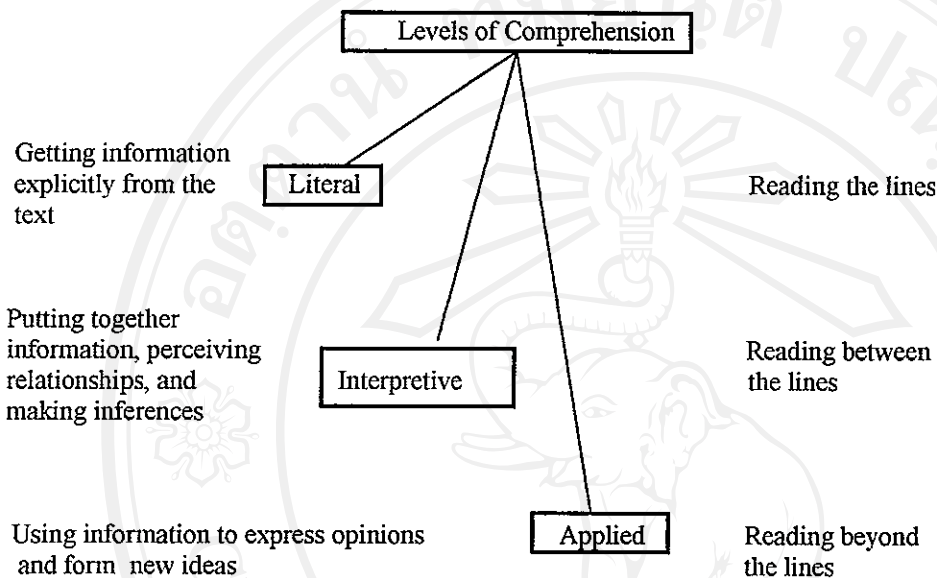 Levels of Comprehension
Getting information
explicitly from the
text
Literal
Reading the lines
Putting together
information, perceiving
relationships, and
making inferences
Interpretive
Reading between
the lines
Using information to express opinions
and form new ideas
Applied
Reading beyond
the lines